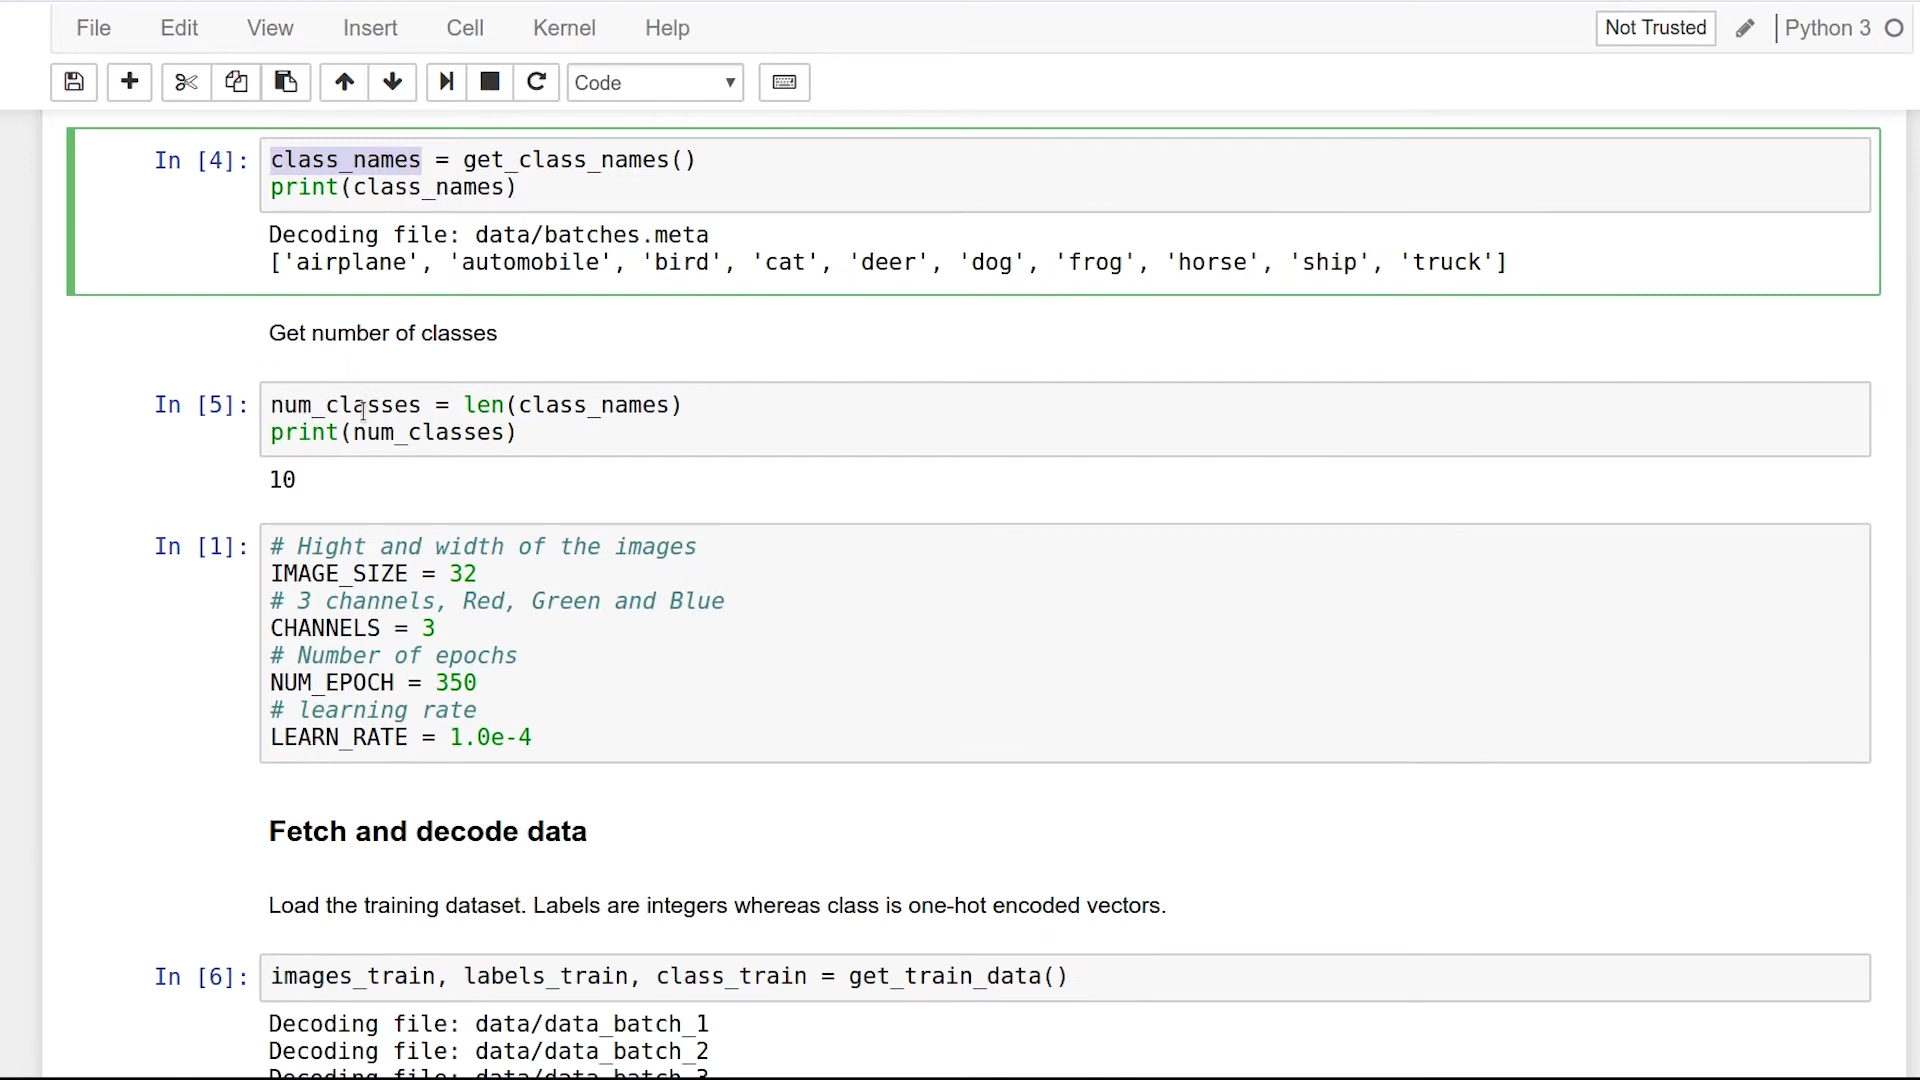 File Edit View Insert Cell Kernel Help Not Trusted Python 3
Code
In [4]: class_names = get_class_names()
print(class_names)
Decoding file: data/batches.meta
['airplane', 'automobile', 'bird', 'cat', 'deer', 'dog', 'frog', 'horse', 'ship', 'truck']
Get number of classes
In [5]: num_classes = len(class_names)
print(num_classes)
10
In [1]: # Hight and width of the images
IMAGE_SIZE = 32
# 3 channels, Red, Green and Blue
CHANNELS = 3
# Number of epochs
NUM_EPOCH = 350
# learning rate
LEARN_RATE = 1.0e-4
Fetch and decode data
Load the training dataset. Labels are integers whereas class is one-hot encoded vectors.
In [6]: images_train, labels_train, class_train = get_train_data()
Decoding file: data/data_batch_1
Decoding file: data/data_batch_2
Decoding file: data/data_batch_3